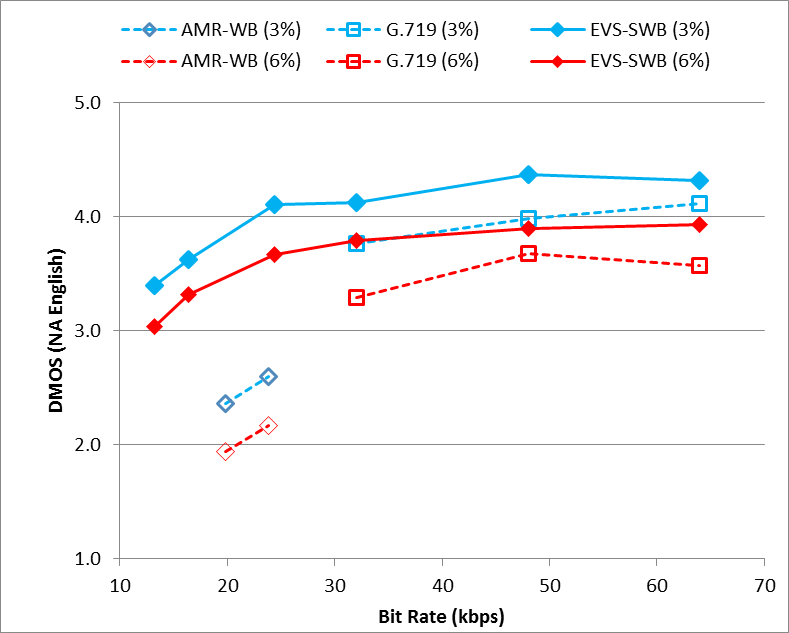 AMR-WB (3%) G.719 (3%) EVS-SWB (3%)
AMR-WB (6%) G.719 (6%) EVS-SWB (6%)
5.0
4.0
3.0
2.0
1.0
DMOS (NA English)
10 20 30 40 50 60 70
Bit Rate (kbps)